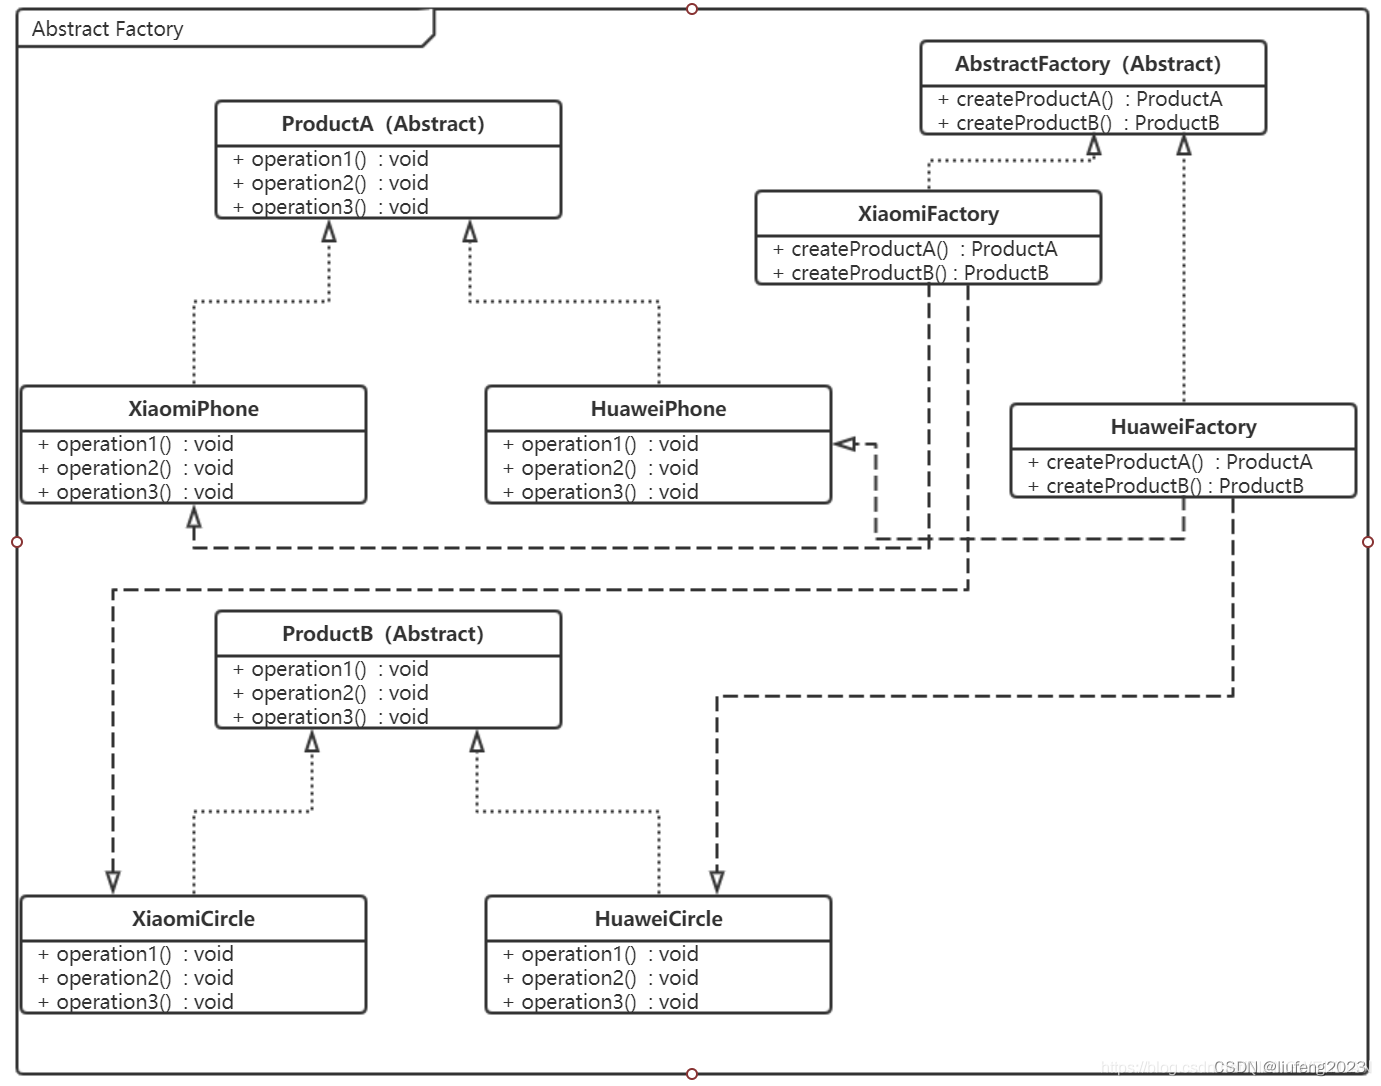 Abstract Factory
AbstractFactory（Abstract）
+ createProductA() : ProductA
+ createProductB() : ProductB
ProductA（Abstract）
+ operation1() : void
+ operation2() : void
+ operation3() : void
XiaomiFactory
+ createProductA() : ProductA
+ createProductB() : ProductB
XiaomiPhone
+ operation1() : void
+ operation2() : void
+ operation3() : void
HuaweiPhone
+ operation1() : void
+ operation2() : void
+ operation3() : void
HuaweiFactory
+ createProductA() : ProductA
+ createProductB() : ProductB
ProductB（Abstract）
+ operation1() : void
+ operation2() : void
+ operation3() : void
XiaomiCircle
+ operation1() : void
+ operation2() : void
+ operation3() : void
HuaweiCircle
+ operation1() : void
+ operation2() : void
+ operation3() : void
CSDN @liufeng2023